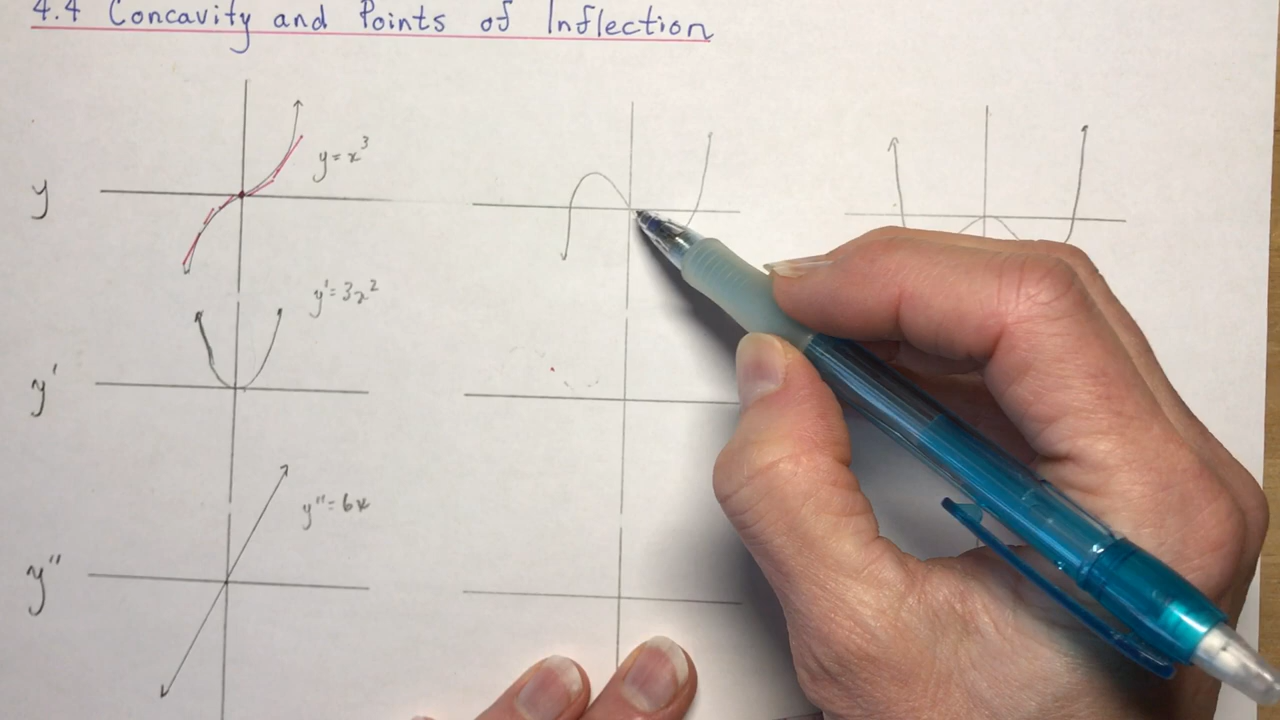 4.4 Concavity and Points of Inflection
y y = x³
y' y' = 3x²
y'' y'' = 6x